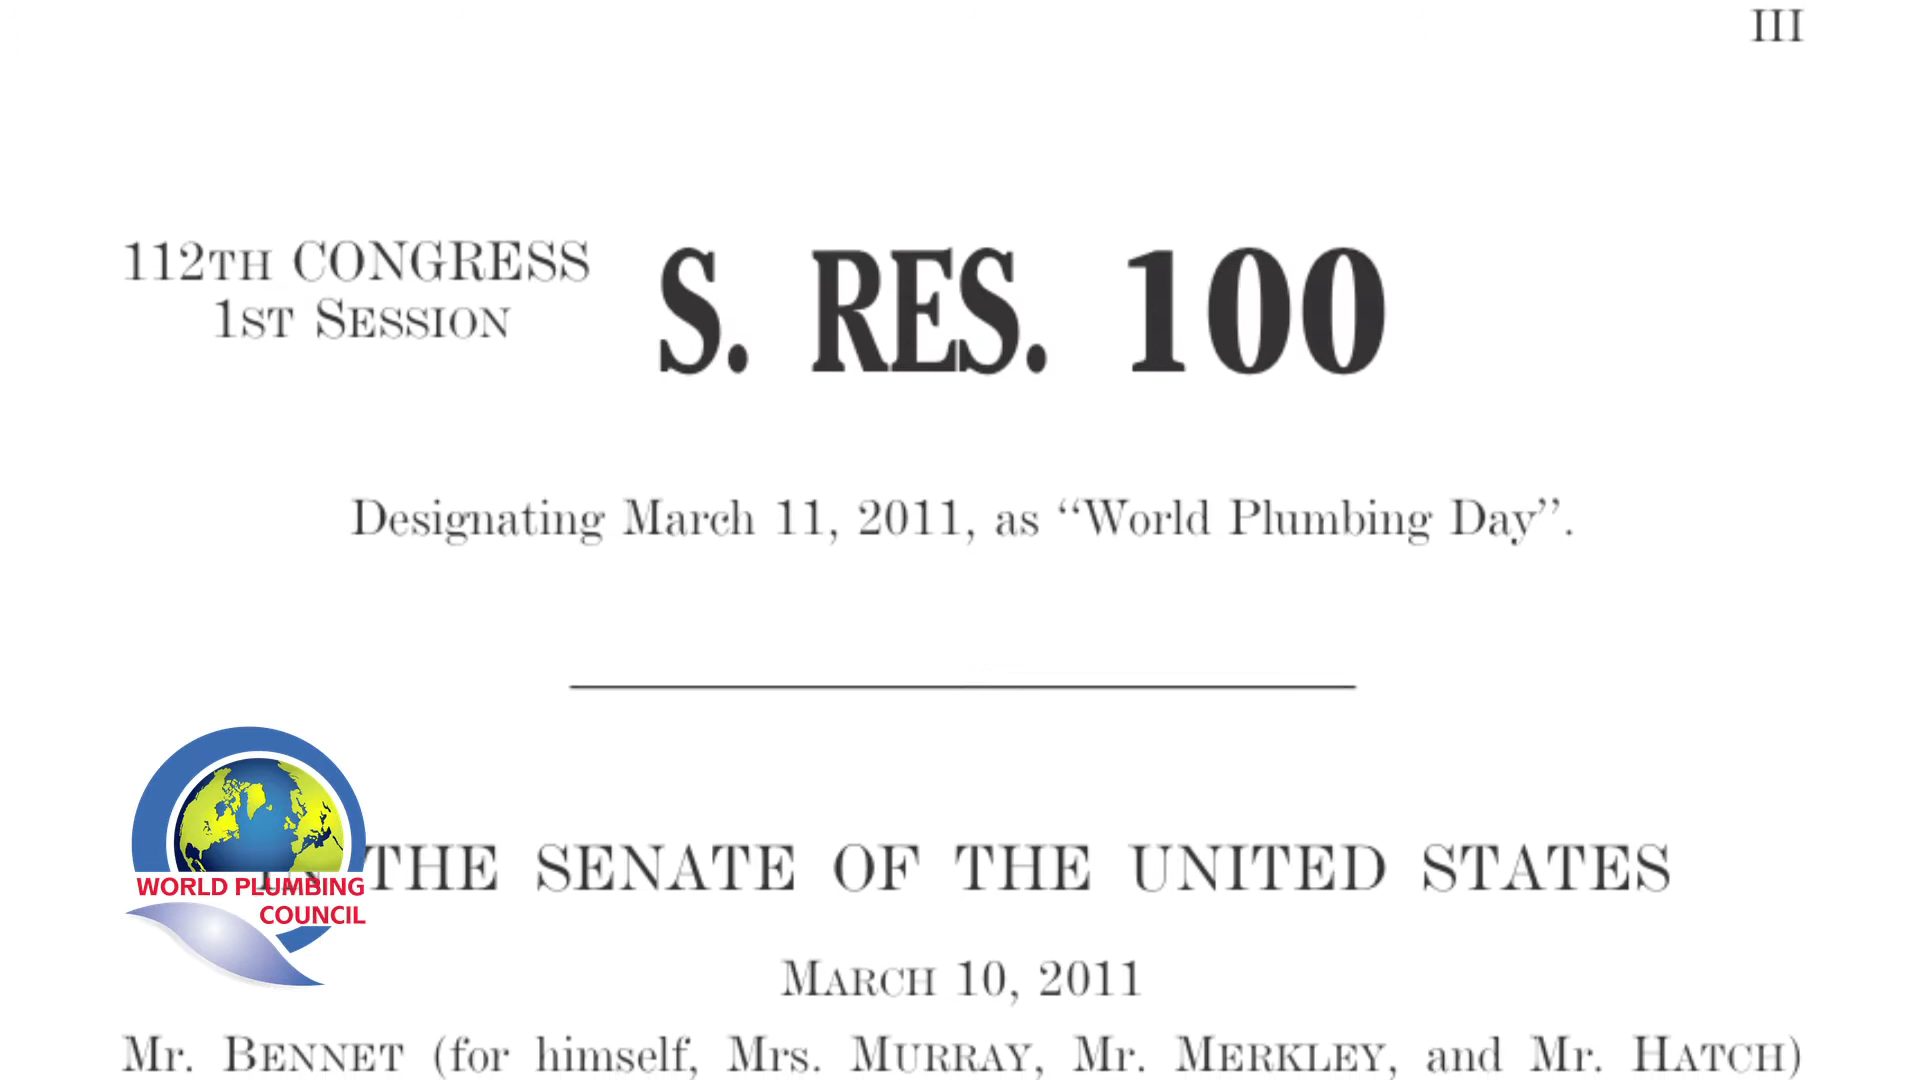 III
112TH CONGRESS
1ST SESSION
S. RES. 100
Designating March 11, 2011, as ‘‘World Plumbing Day’’.
IN THE SENATE OF THE UNITED STATES
WORLD PLUMBING
COUNCIL
MARCH 10, 2011
Mr. BENNET (for himself, Mrs. MURRAY, Mr. MERKLEY, and Mr. HATCH)